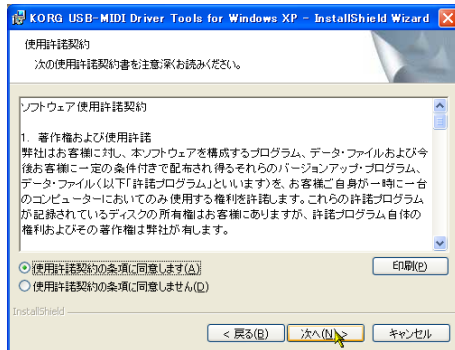 KORG USB-MIDI Driver Tools for Windows XP - InstallShield Wizard
使用許諾契約
次の使用許諾契約書を注意深くお読みください。
ソフトウェア使用許諾契約
1. 著作権および使用許諾
弊社はお客様に対し、本ソフトウェアを構成するプログラム、データ・ファイルおよび今
後お客様に一定の条件付きで配布され得るそれらのバージョンアップ・プログラム、
データ・ファイル(以下「許諾プログラム」といいます)を、お客様ご自身が一時に一台
のコンピューターにおいてのみ使用する権利を許諾します。これらの許諾プログラム
が記録されているディスクの所有権はお客様にありますが、許諾プログラム自体の
権利およびその著作権は弊社が有します。
使用許諾契約の条項に同意します(A)
印刷(P)
使用許諾契約の条項に同意しません(D)
InstallShield
< 戻る(B)
次へ(N) >
キャンセル